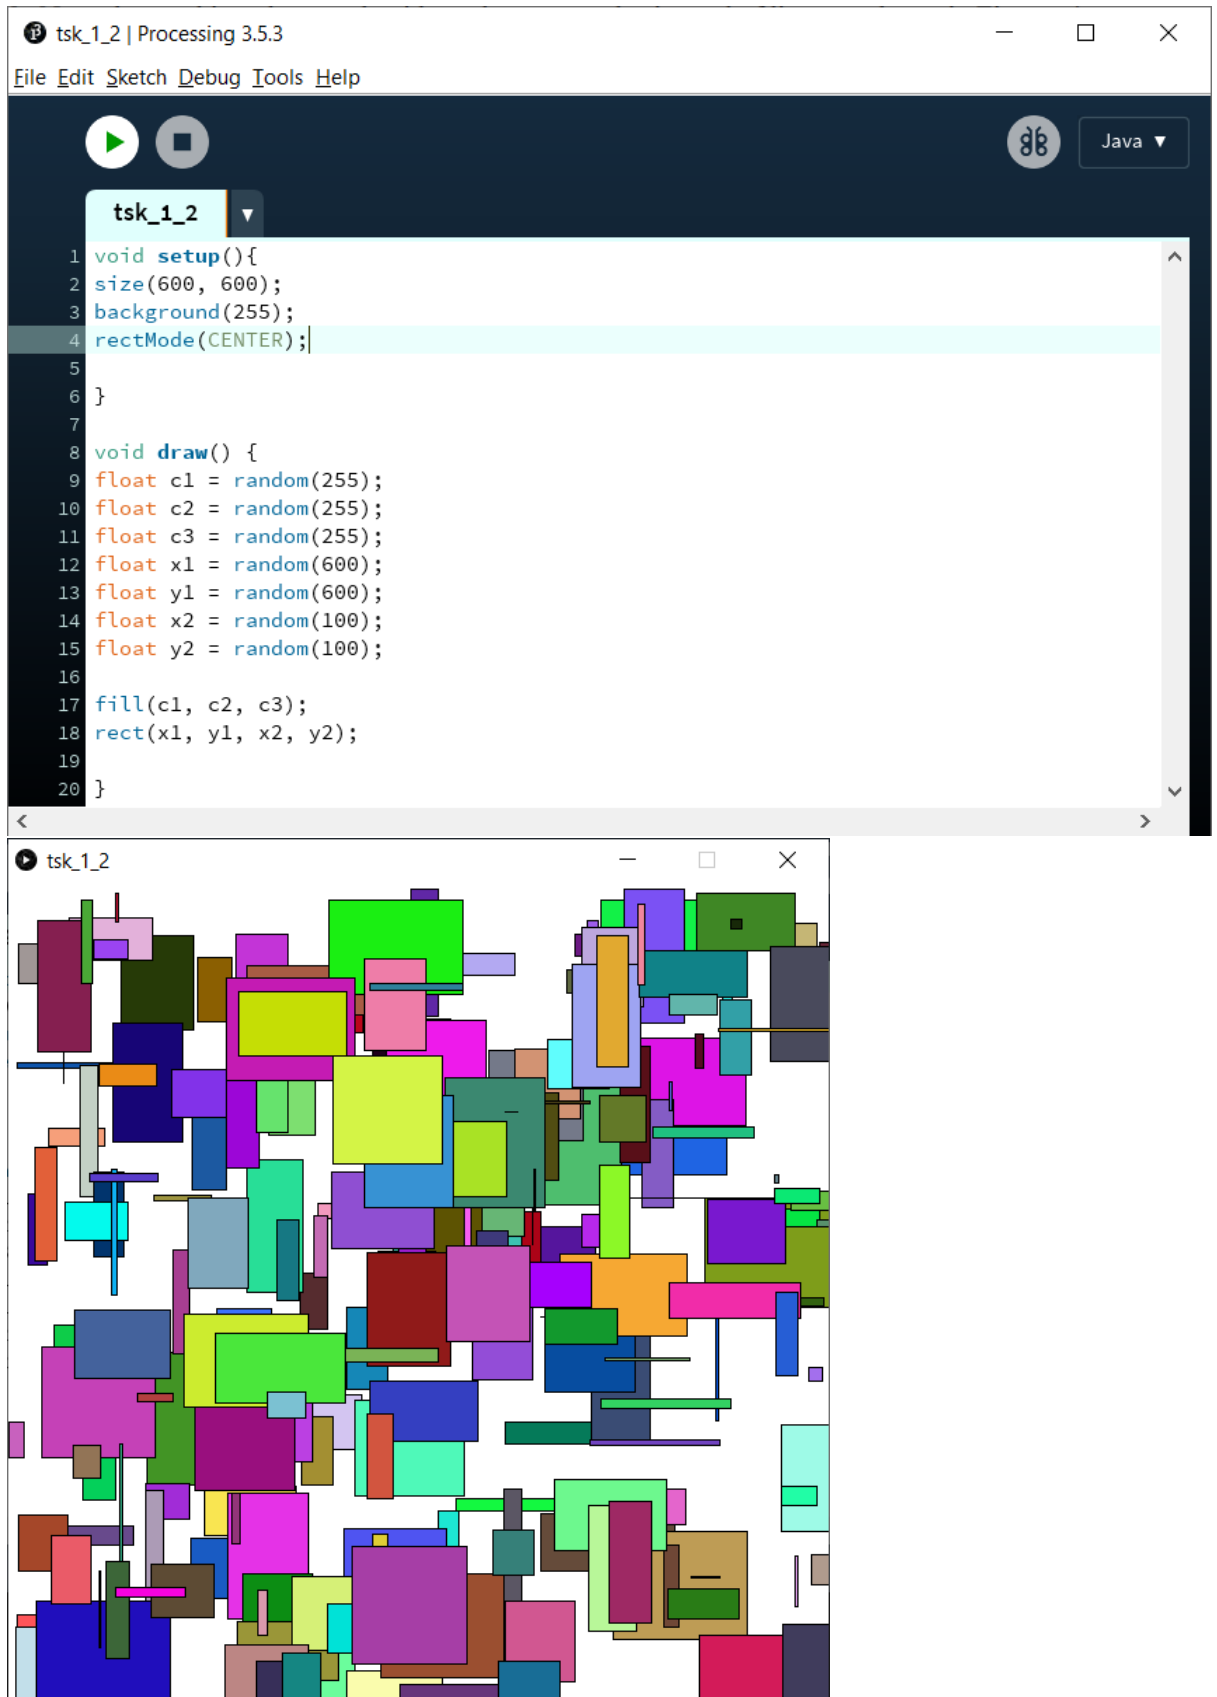 tsk_1_2 | Processing 3.5.3
File Edit Sketch Debug Tools Help
Java ▼
tsk_1_2 ▼
1 void setup(){
2 size(600, 600);
3 background(255);
4 rectMode(CENTER);
5
6 }
7
8 void draw() {
9 float c1 = random(255);
10 float c2 = random(255);
11 float c3 = random(255);
12 float x1 = random(600);
13 float y1 = random(600);
14 float x2 = random(100);
15 float y2 = random(100);
16
17 fill(c1, c2, c3);
18 rect(x1, y1, x2, y2);
19
20 }
tsk_1_2